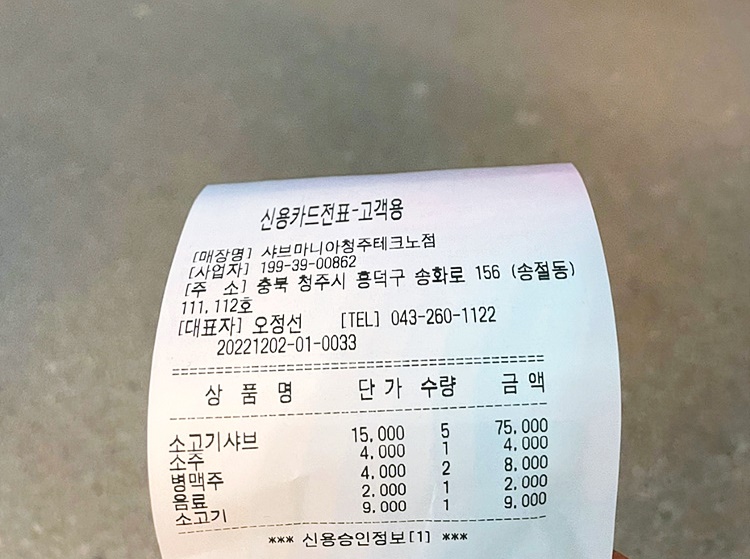 신용카드전표-고객용
[매장명] 샤브마니아청주테크노점
[사업자] 199-39-00862
[주 소] 충북 청주시 흥덕구 송화로 156 (송절동)
111,112호
[대표자] 오정선 [TEL] 043-260-1122
20221202-01-0033
상 품 명 단 가 수량 금 액
소고기샤브 15,000 5 75,000
소주 4,000 1 4,000
병맥주 4,000 2 8,000
음료 2,000 1 2,000
소고기 9,000 1 9,000
*** 신용승인정보[1] ***